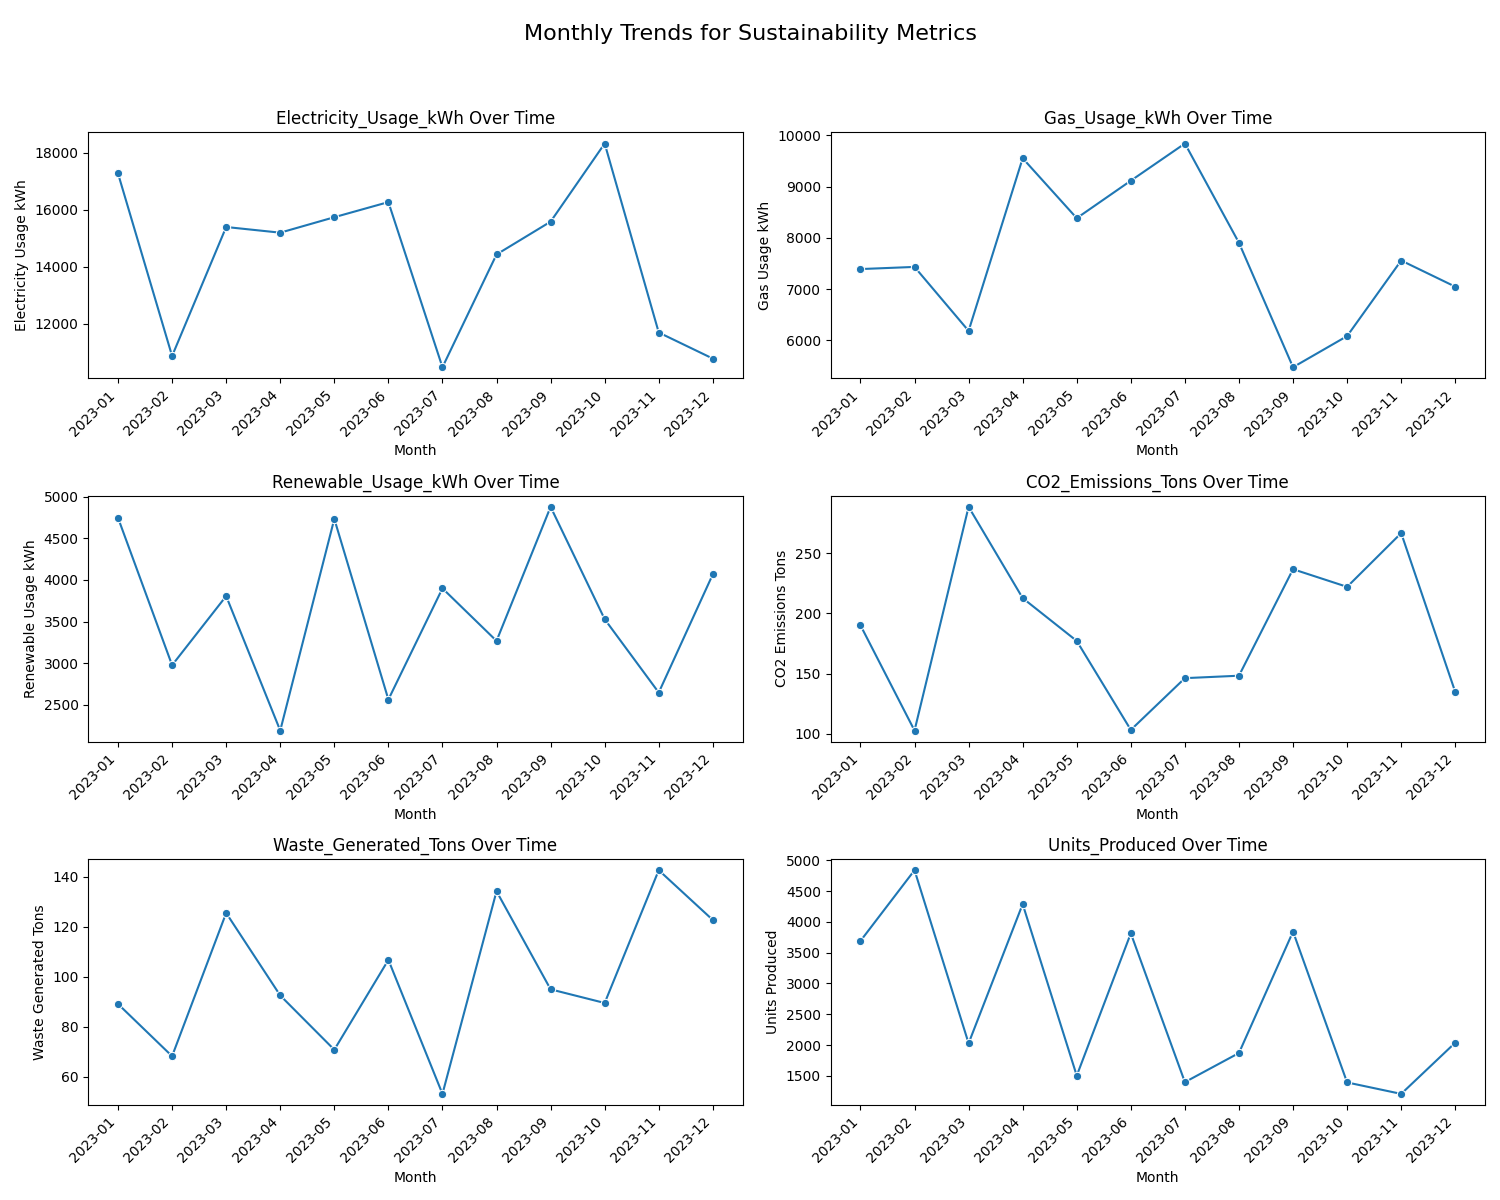 Monthly Trends for Sustainability Metrics
Electricity_Usage_kWh Over Time
Electricity Usage kWh
18000
16000
14000
12000
2023-01 2023-02 2023-03 2023-04 2023-05 2023-06 2023-07 2023-08 2023-09 2023-10 2023-11 2023-12
Month
Gas_Usage_kWh Over Time
Gas Usage kWh
10000
9000
8000
7000
6000
2023-01 2023-02 2023-03 2023-04 2023-05 2023-06 2023-07 2023-08 2023-09 2023-10 2023-11 2023-12
Month
Renewable_Usage_kWh Over Time
Renewable Usage kWh
5000
4500
4000
3500
3000
2500
2023-01 2023-02 2023-03 2023-04 2023-05 2023-06 2023-07 2023-08 2023-09 2023-10 2023-11 2023-12
Month
CO2_Emissions_Tons Over Time
CO2 Emissions Tons
250
200
150
100
2023-01 2023-02 2023-03 2023-04 2023-05 2023-06 2023-07 2023-08 2023-09 2023-10 2023-11 2023-12
Month
Waste_Generated_Tons Over Time
Waste Generated Tons
140
120
100
80
60
2023-01 2023-02 2023-03 2023-04 2023-05 2023-06 2023-07 2023-08 2023-09 2023-10 2023-11 2023-12
Month
Units_Produced Over Time
Units Produced
5000
4500
4000
3500
3000
2500
2000
1500
2023-01 2023-02 2023-03 2023-04 2023-05 2023-06 2023-07 2023-08 2023-09 2023-10 2023-11 2023-12
Month